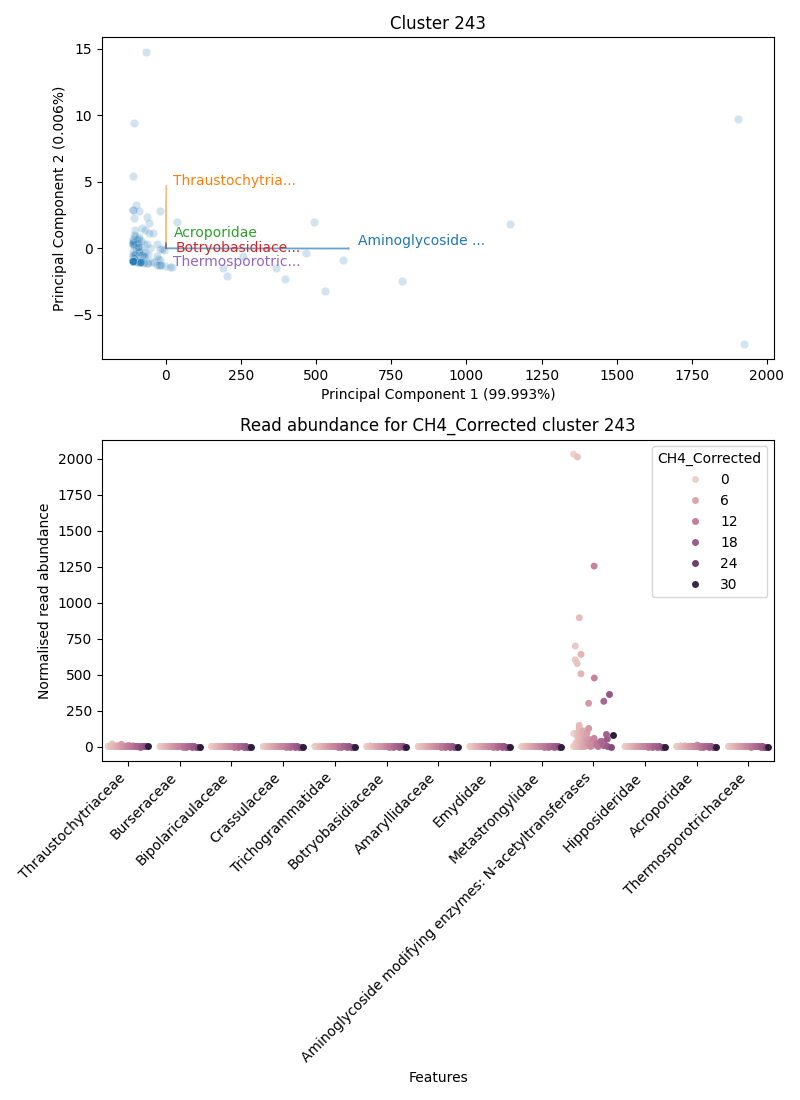 Cluster 243
15
10
5
0
−5
Principal Component 2 (0.006%)
Thraustochytria...
Acroporidae
Botryobasidiace...
Thermosporotric...
Aminoglycoside ...
0
250
500
750
1000
1250
1500
1750
2000
Principal Component 1 (99.993%)
Read abundance for CH4_Corrected cluster 243
2000
1750
1500
1250
1000
750
500
250
0
Normalised read abundance
CH4_Corrected
0
6
12
18
24
30
Thraustochytriaceae
Burseraceae
Bipolaricaulaceae
Crassulaceae
Trichogrammatidae
Botryobasidiaceae
Amaryllidaceae
Emydidae
Metastrongylidae
Aminoglycoside modifying enzymes: N-acetyltransferases
Hipposideridae
Acroporidae
Thermosporotrichaceae
Features